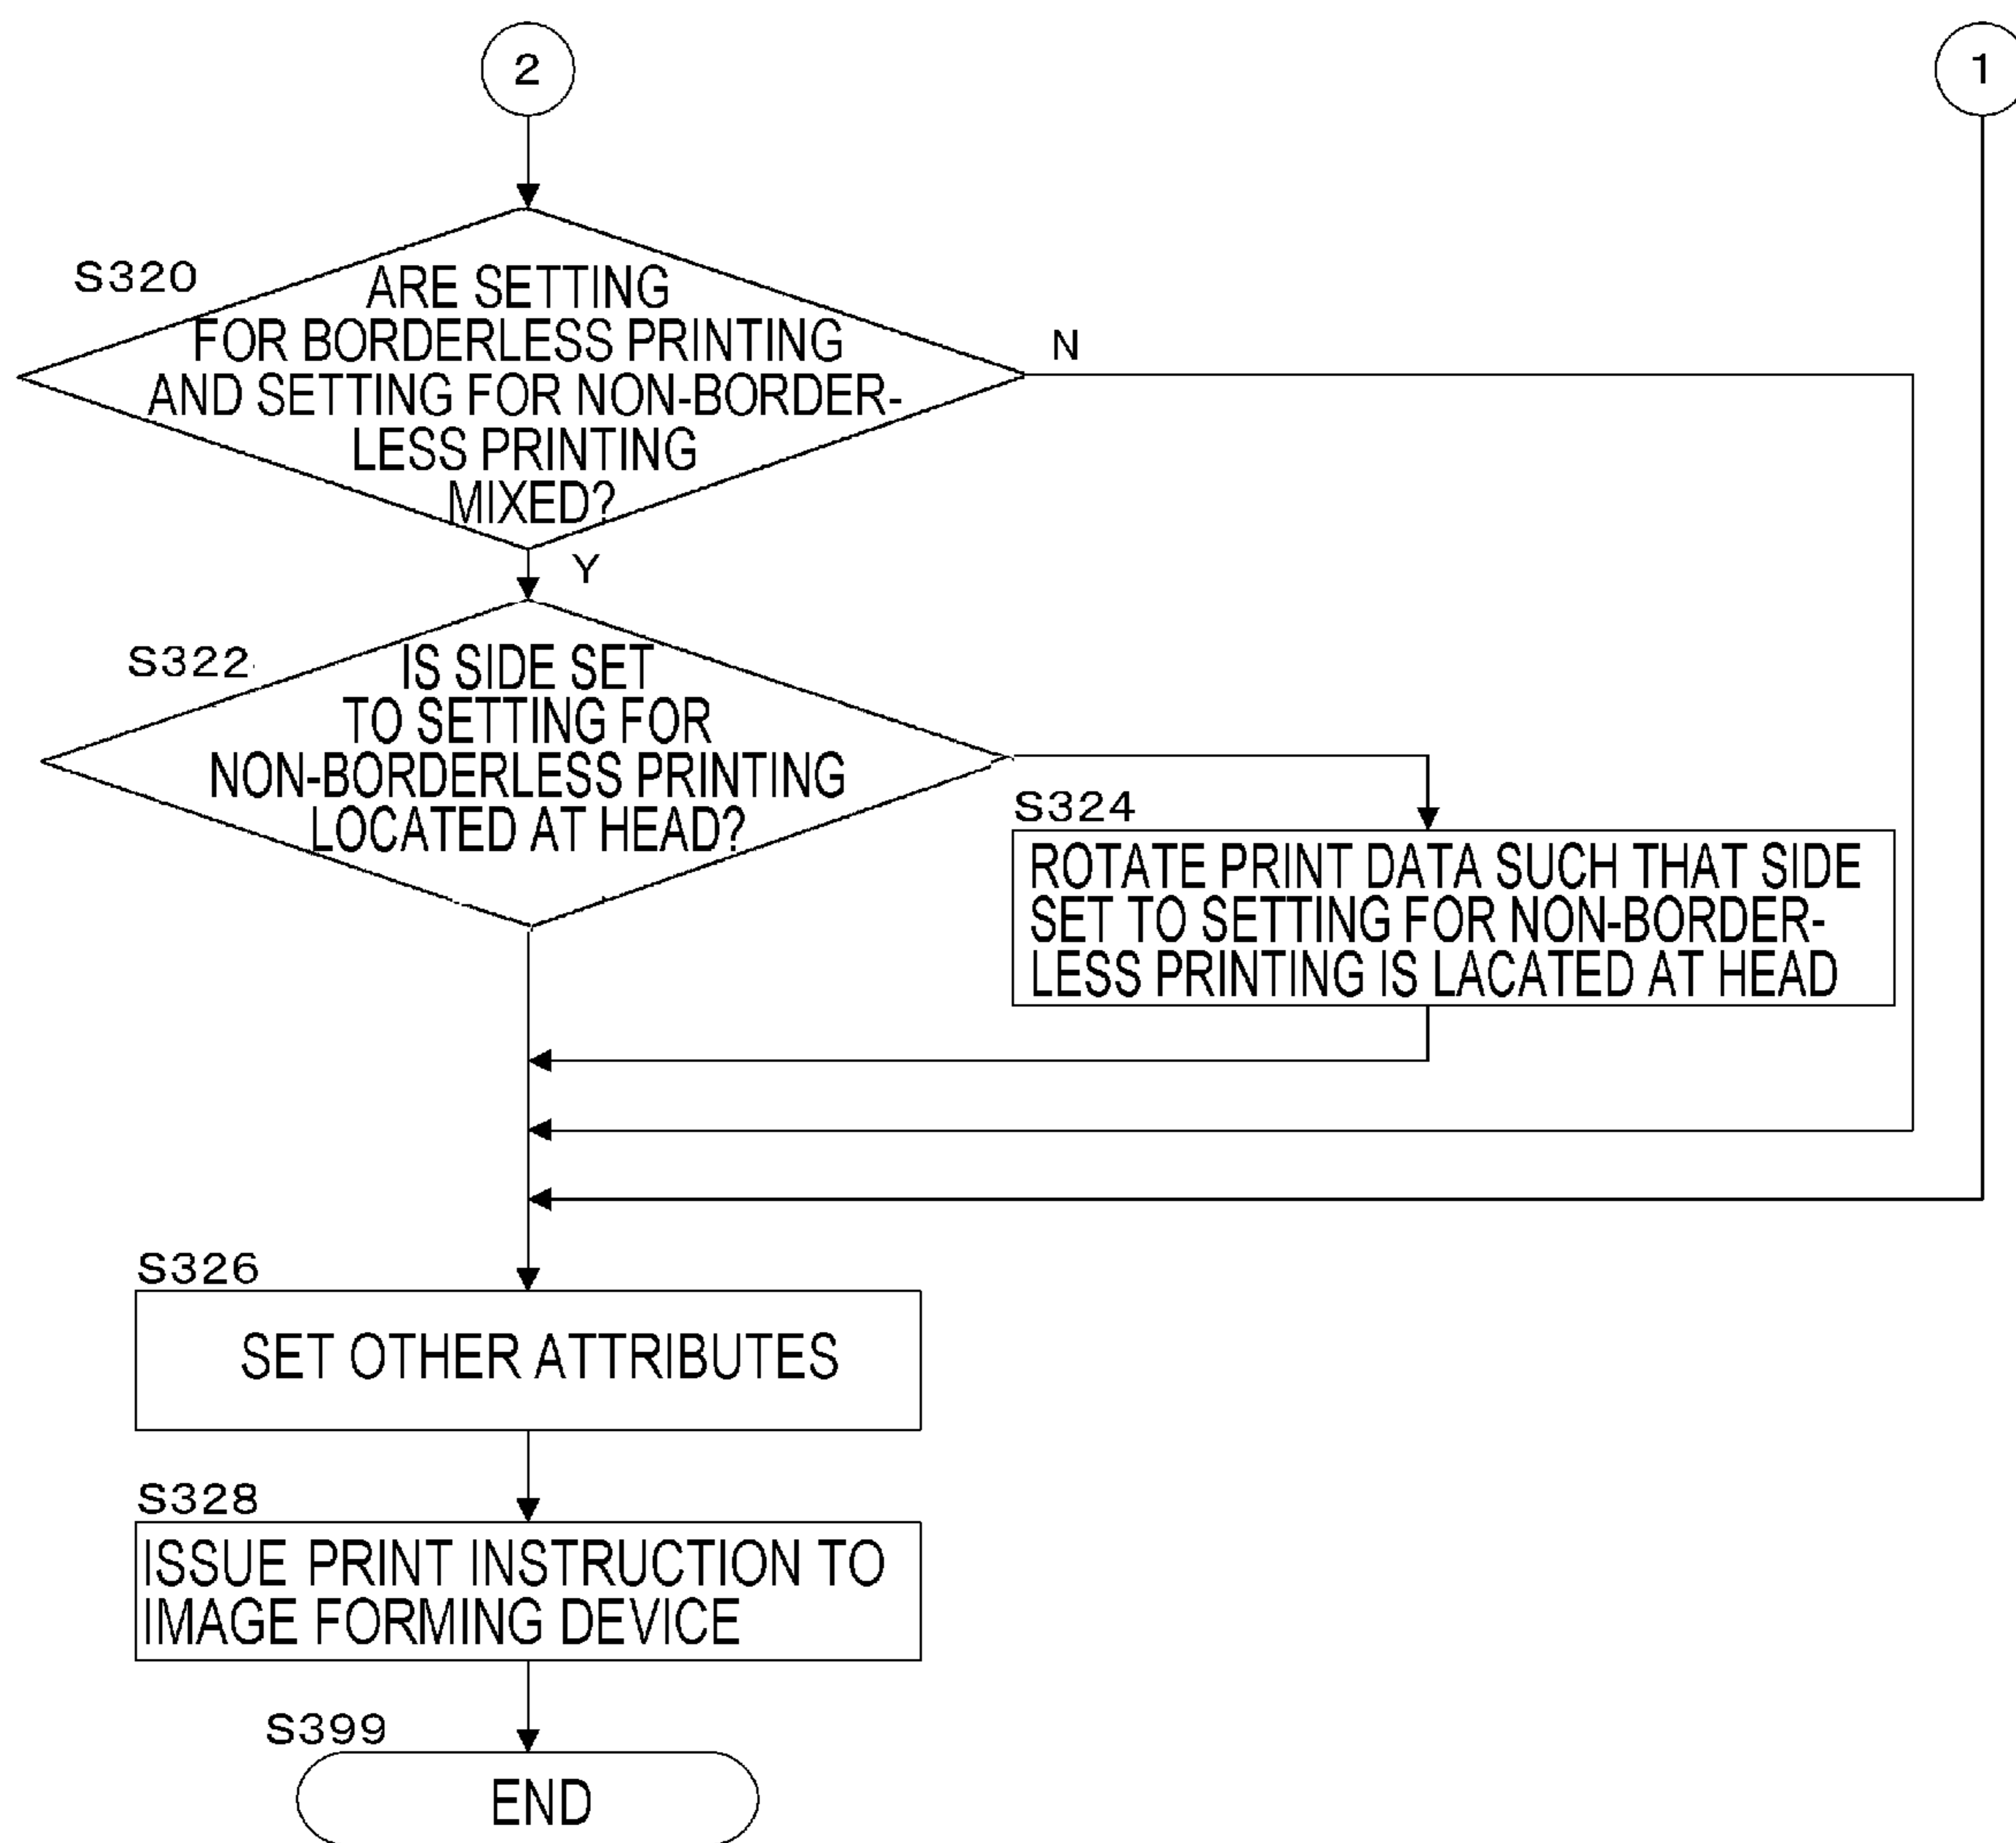 2
1
S320
ARE SETTING
FOR BORDERLESS PRINTING
AND SETTING FOR NON-BORDER-
LESS PRINTING
MIXED?
N
Y
S322
IS SIDE SET
TO SETTING FOR
NON-BORDERLESS PRINTING
LOCATED AT HEAD?
S324
ROTATE PRINT DATA SUCH THAT SIDE
SET TO SETTING FOR NON-BORDER-
LESS PRINTING IS LACATED AT HEAD
S326
SET OTHER ATTRIBUTES
S328
ISSUE PRINT INSTRUCTION TO
IMAGE FORMING DEVICE
S399
END